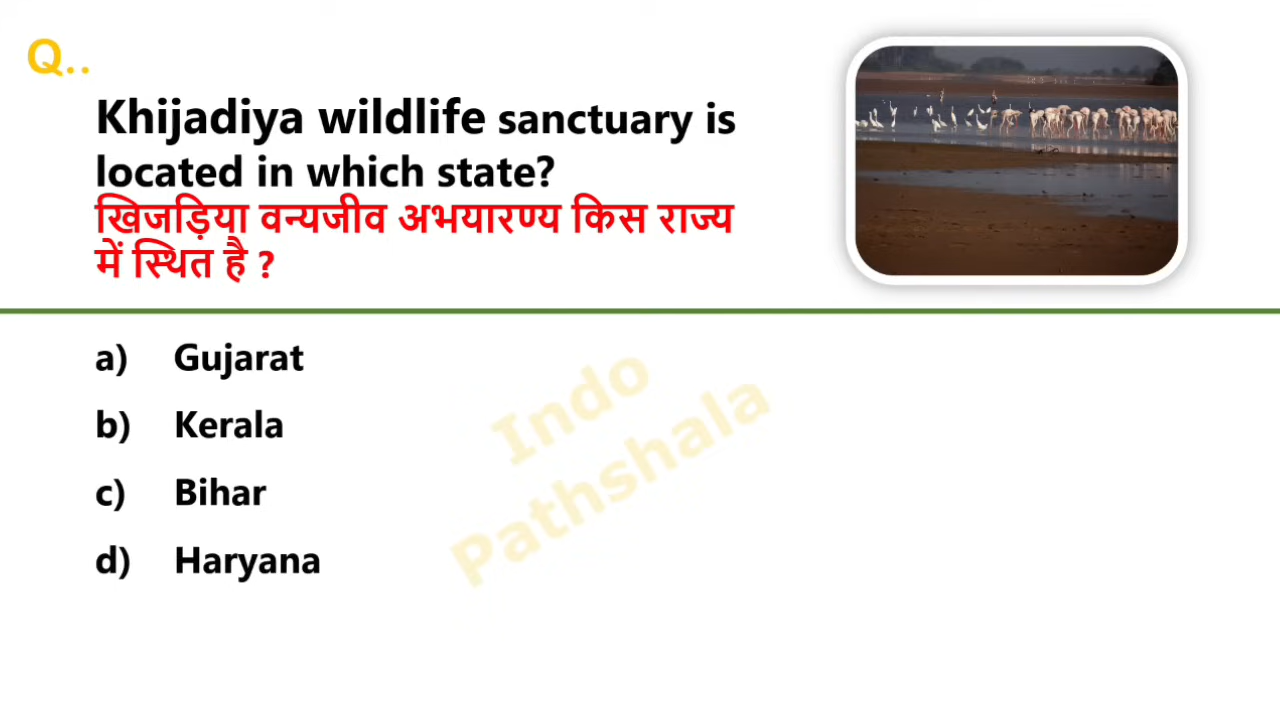 Q..
Khijadiya wildlife sanctuary is
located in which state?
खिजड़िया वन्यजीव अभयारण्य किस राज्य
में स्थित है ?
a) Gujarat
b) Kerala
c) Bihar
d) Haryana
Indo
Pathshala